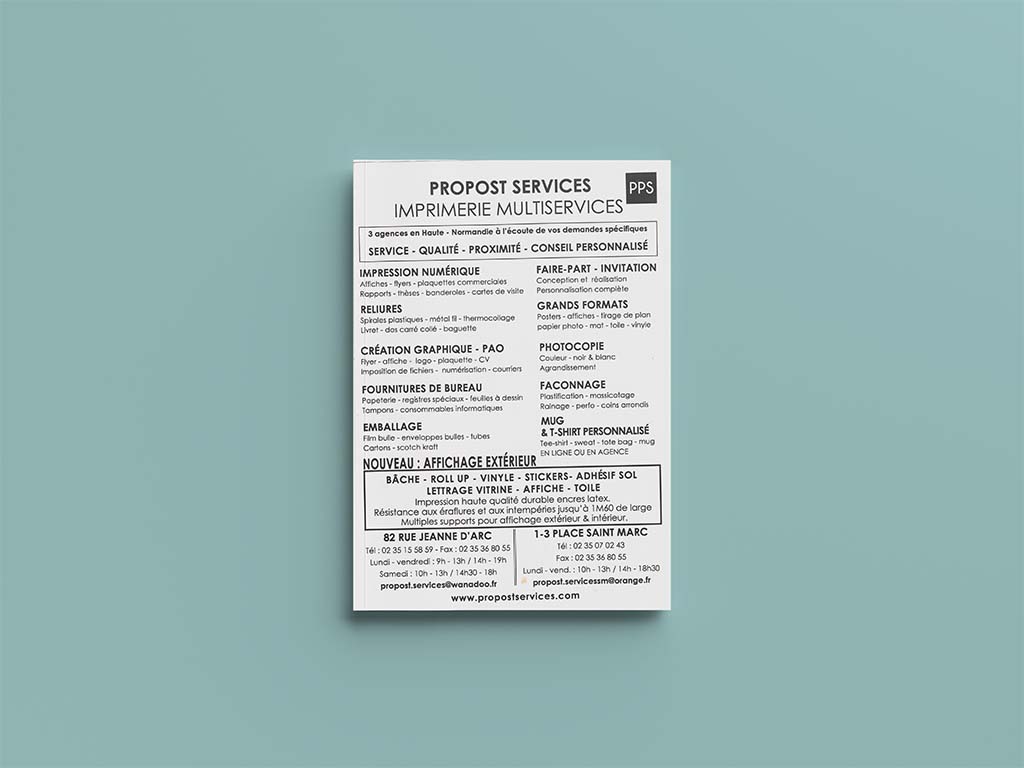 PROPOST SERVICES
PPS
IMPRIMERIE MULTISERVICES
3 agences en Haute - Normandie à l'écoute de vos demandes spécifiques
SERVICE - QUALITÉ - PROXIMITÉ - CONSEIL PERSONNALISÉ
IMPRESSION NUMÉRIQUE
Affiches - flyers - plaquettes commerciales
Rapports - thèses - banderoles - cartes de visite
RELIURES
Spirales plastiques - métal fil - thermocollage
Livret - dos carré collé - baguette
CRÉATION GRAPHIQUE - PAO
Flyer - affiche - logo - plaquette - CV
Imposition de fichiers - numérisation - courriers
FOURNITURES DE BUREAU
Papeterie - registres spéciaux - feuilles à dessin
Tampons - consommables informatiques
EMBALLAGE
Film bulle - enveloppes bulles - tubes
Cartons - scotch kraft
FAIRE-PART - INVITATION
Conception et réalisation
Personnalisation complète
GRANDS FORMATS
Posters - affiches - tirage de plan
papier photo - mat - toile - vinyle
PHOTOCOPIE
Couleur - noir & blanc
Agrandissement
FACONNAGE
Plastification - massicotage
Rainage - perfo - coins arrondis
MUG
& T-SHIRT PERSONNALISÉ
Tee-shirt - sweat - tote bag - mug
EN LIGNE OU EN AGENCE
NOUVEAU : AFFICHAGE EXTÉRIEUR
BÂCHE - ROLL UP - VINYLE - STICKERS- ADHÉSIF SOL
LETTRAGE VITRINE - AFFICHE - TOILE
Impression haute qualité durable encres latex.
Résistance aux éraflures et aux intempéries jusqu'à 1M60 de large
Multiples supports pour affichage extérieur & intérieur.
82 RUE JEANNE D'ARC
Tél : 02 35 15 58 59 - Fax : 02 35 36 80 55
Lundi - vendredi : 9h - 13h / 14h - 19h
Samedi : 10h - 13h / 14h30 - 18h
propost.services@wanadoo.fr
1-3 PLACE SAINT MARC
Tél : 02 35 07 02 43
Fax : 02 35 36 80 55
Lundi - vend. : 10h - 13h / 14h - 18h30
propost.servicessm@orange.fr
www.propostservices.com